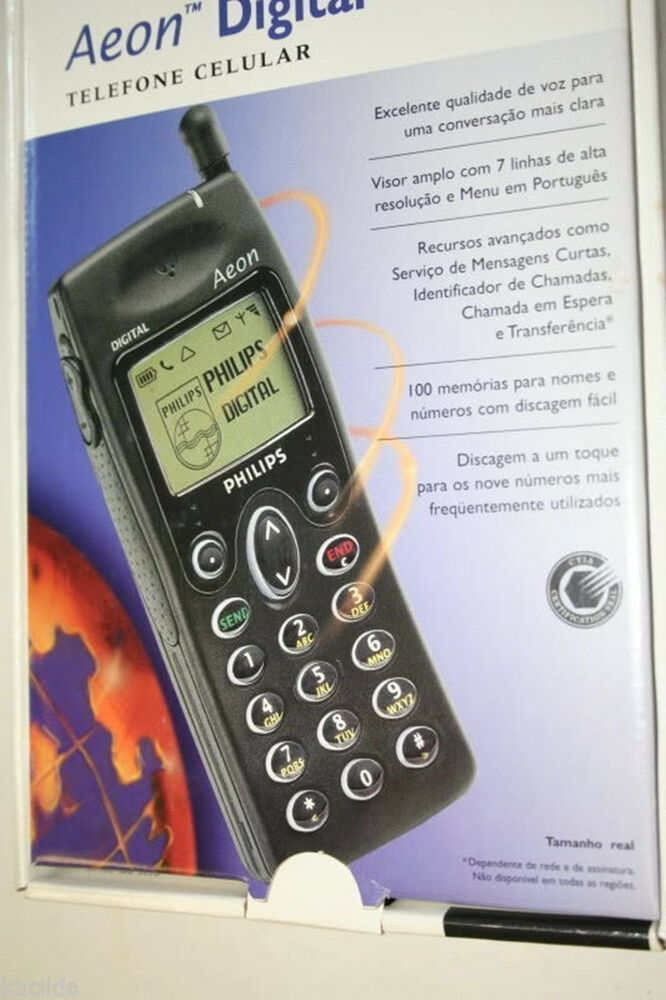 Aeon™ Digital
TELEFONE CELULAR
Excelente qualidade de voz para
uma conversação mais clara
Visor amplo com 7 linhas de alta
resolução e Menu em Português
Recursos avançados como
Serviço de Mensagens Curtas,
Identificador de Chamadas,
Chamada em Espera
e Transferência*
100 memórias para nomes e
números com discagem fácil
Discagem a um toque
para os nove números mais
freqüentemente utilizados
CTIA
CERTIFICATION SEAL
Aeon
DIGITAL
PHILIPS
PHILIPS
DIGITAL
PHILIPS
END
C
SEND
1
2 ABC
3 DEF
4 GHI
5 JKL
6 MNO
7 PQRS
8 TUV
9 WXYZ
* <
0
# >
Tamanho real
*Dependente de rede e de assinatura.
Não disponível em todas as regiões.
kaclida